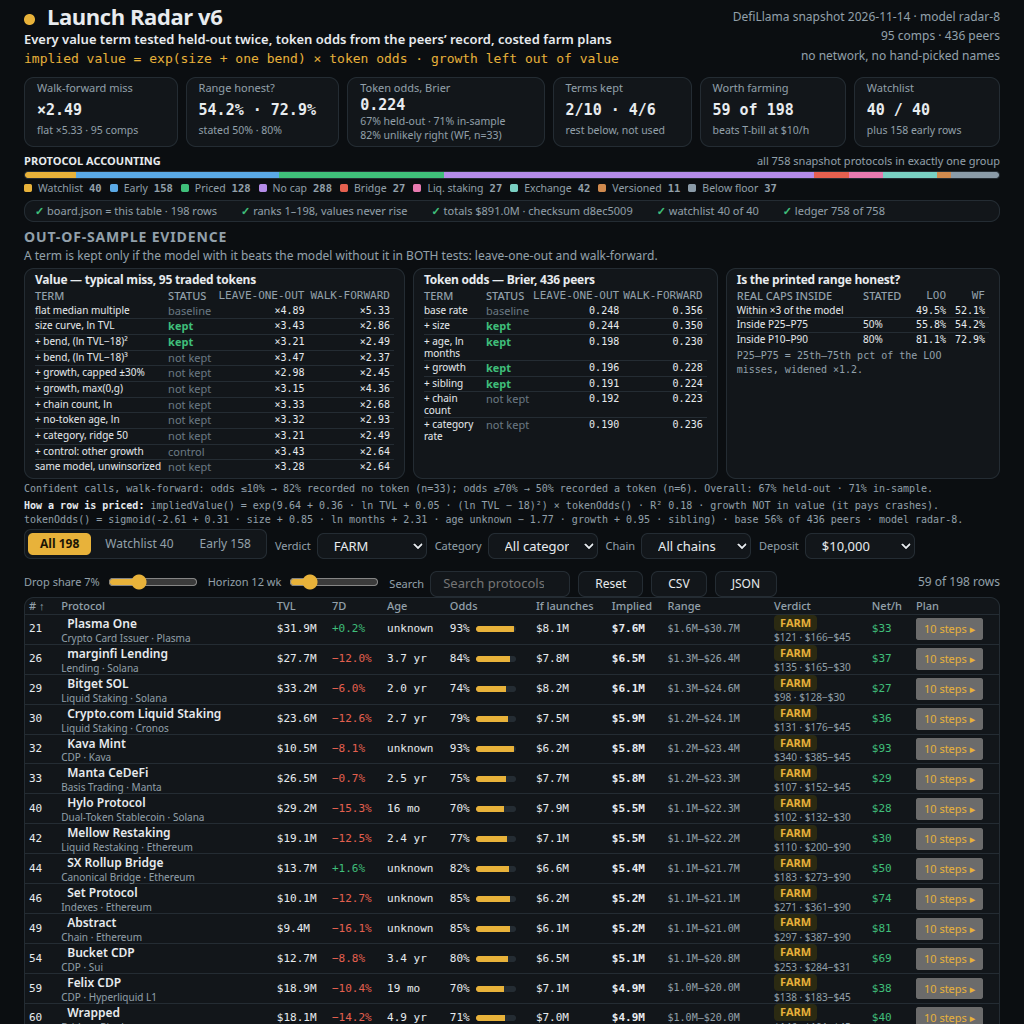 Launch Radar v6
Every value term tested held-out twice, token odds from the peers’ record, costed farm plans
implied value = exp(size + one bend) × token odds · growth left out of value
DefiLlama snapshot 2026-11-14 · model radar-8
95 comps · 436 peers
no network, no hand-picked names
Walk-forward miss
×2.49
flat ×5.33 · 95 comps
Range honest?
54.2% · 72.9%
stated 50% · 80%
Token odds, Brier
0.224
67% held-out · 71% in-sample
82% unlikely right (WF, n=33)
Terms kept
2/10 · 4/6
rest below, not used
Worth farming
59 of 198
beats T-bill at $10/h
Watchlist
40 / 40
plus 158 early rows
PROTOCOL ACCOUNTING
all 758 snapshot protocols in exactly one group
Watchlist 40 Early 158 Priced 128 No cap 288 Bridge 27 Liq. staking 27 Exchange 42 Versioned 11 Below floor 37
✓ board.json = this table · 198 rows ✓ ranks 1–198, values never rise ✓ totals $891.0M · checksum d8ec5009 ✓ watchlist 40 of 40 ✓ ledger 758 of 758
OUT-OF-SAMPLE EVIDENCE
A term is kept only if the model with it beats the model without it in BOTH tests: leave-one-out and walk-forward.
Value — typical miss, 95 traded tokens
TERM STATUS LEAVE-ONE-OUT WALK-FORWARD
flat median multiple baseline ×4.89 ×5.33
size curve, ln TVL kept ×3.43 ×2.86
+ bend, (ln TVL−18)² kept ×3.21 ×2.49
+ bend, (ln TVL−18)³ not kept ×3.47 ×2.37
+ growth, capped ±30% not kept ×2.98 ×2.45
+ growth, max(0,g) not kept ×3.15 ×4.36
+ chain count, ln not kept ×3.33 ×2.68
+ no-token age, ln not kept ×3.32 ×2.93
+ category, ridge 50 not kept ×3.21 ×2.49
+ control: other growth control ×3.43 ×2.64
same model, unwinsorized not kept ×3.28 ×2.64
Token odds — Brier, 436 peers
TERM STATUS LEAVE-ONE-OUT WALK-FORWARD
base rate baseline 0.248 0.356
+ size kept 0.244 0.350
+ age, ln months kept 0.198 0.230
+ growth kept 0.196 0.228
+ sibling kept 0.191 0.224
+ chain count not kept 0.192 0.223
+ category rate not kept 0.190 0.236
Is the printed range honest?
REAL CAPS INSIDE STATED LOO WF
Within ×3 of the model 49.5% 52.1%
Inside P25–P75 50% 55.8% 54.2%
Inside P10–P90 80% 81.1% 72.9%
P25–P75 = 25th–75th pct of the LOO
misses, widened ×1.2.
Confident calls, walk-forward: odds ≤10% → 82% recorded no token (n=33); odds ≥70% → 50% recorded a token (n=6). Overall: 67% held-out · 71% in-sample.
How a row is priced: impliedValue() = exp(9.64 + 0.36 · ln TVL + 0.05 · (ln TVL − 18)²) × tokenOdds() · R² 0.18 · growth NOT in value (it pays crashes).
tokenOdds() = sigmoid(-2.61 + 0.31 · size + 0.85 · ln months + 2.31 · age unknown − 1.77 · growth + 0.95 · sibling) · base 56% of 436 peers · model radar-8.
All 198 Watchlist 40 Early 158 Verdict FARM Category All categor Chain All chains Deposit $10,000
Drop share 7% Horizon 12 wk Search Search protocols Reset CSV JSON 59 of 198 rows
# ↑ Protocol TVL 7D Age Odds If launches Implied Range Verdict Net/h Plan
21 Plasma One $31.9M +0.2% unknown 93% $8.1M $7.6M $1.6M–$30.7M FARM $33 10 steps ▸
Crypto Card Issuer · Plasma $121 · $166−$45
26 marginfi Lending $27.7M −12.0% 3.7 yr 84% $7.8M $6.5M $1.3M–$26.4M FARM $37 10 steps ▸
Lending · Solana $135 · $165−$30
29 Bitget SOL $33.2M −6.0% 2.0 yr 74% $8.2M $6.1M $1.3M–$24.6M FARM $27 10 steps ▸
Liquid Staking · Solana $98 · $128−$30
30 Crypto.com Liquid Staking $23.6M −12.6% 2.7 yr 79% $7.5M $5.9M $1.2M–$24.1M FARM $36 10 steps ▸
Liquid Staking · Cronos $131 · $176−$45
32 Kava Mint $10.5M −8.1% unknown 93% $6.2M $5.8M $1.2M–$23.4M FARM $93 10 steps ▸
CDP · Kava $340 · $385−$45
33 Manta CeDeFi $26.5M −0.7% 2.5 yr 75% $7.7M $5.8M $1.2M–$23.3M FARM $29 10 steps ▸
Basis Trading · Manta $107 · $152−$45
40 Hylo Protocol $29.2M −15.3% 16 mo 70% $7.9M $5.5M $1.1M–$22.3M FARM $28 10 steps ▸
Dual-Token Stablecoin · Solana $102 · $132−$30
42 Mellow Restaking $19.1M −12.5% 2.4 yr 77% $7.1M $5.5M $1.1M–$22.2M FARM $30 10 steps ▸
Liquid Restaking · Ethereum $110 · $200−$90
44 SX Rollup Bridge $13.7M +1.6% unknown 82% $6.6M $5.4M $1.1M–$21.7M FARM $50 10 steps ▸
Canonical Bridge · Ethereum $183 · $273−$90
46 Set Protocol $10.1M −12.7% unknown 85% $6.2M $5.2M $1.1M–$21.1M FARM $74 10 steps ▸
Indexes · Ethereum $271 · $361−$90
49 Abstract $9.4M −16.1% unknown 85% $6.1M $5.2M $1.1M–$21.0M FARM $81 10 steps ▸
Chain · Ethereum $297 · $387−$90
54 Bucket CDP $12.7M −8.8% 3.4 yr 80% $6.5M $5.1M $1.1M–$20.8M FARM $69 10 steps ▸
CDP · Sui $253 · $284−$31
59 Felix CDP $18.9M −10.4% 19 mo 70% $7.1M $4.9M $1.0M–$20.0M FARM $38 10 steps ▸
CDP · Hyperliquid L1 $138 · $183−$45
60 Wrapped $18.1M −14.2% 4.9 yr 71% $7.0M $4.9M $1.0M–$20.0M FARM $40 10 steps ▸